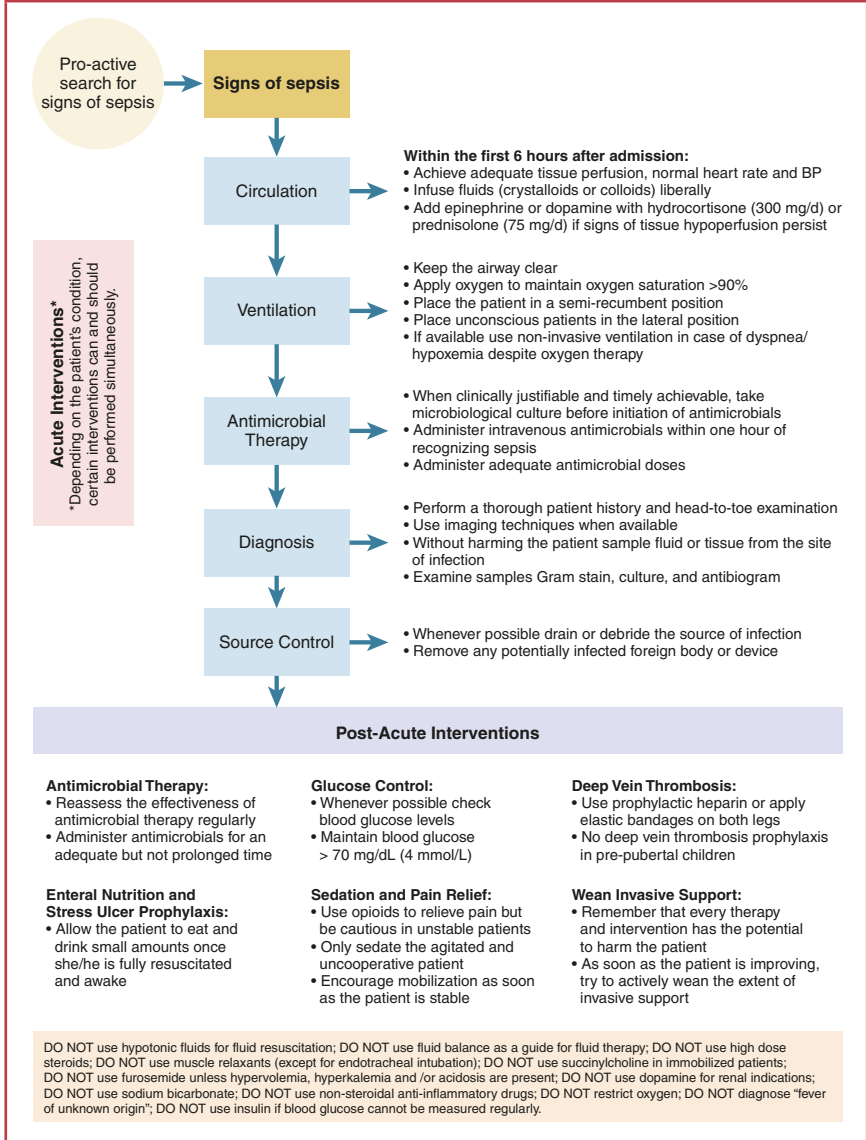 Pro-active
search for
signs of sepsis
Signs of sepsis
Circulation
Within the first 6 hours after admission:
• Achieve adequate tissue perfusion, normal heart rate and BP
• Infuse fluids (crystalloids or colloids) liberally
• Add epinephrine or dopamine with hydrocortisone (300 mg/d) or
prednisolone (75 mg/d) if signs of tissue hypoperfusion persist
Acute Interventions*
*Depending on the patient's condition,
certain interventions can and should
be performed simultaneously.
Ventilation
• Keep the airway clear
• Apply oxygen to maintain oxygen saturation >90%
• Place the patient in a semi-recumbent position
• Place unconscious patients in the lateral position
• If available use non-invasive ventilation in case of dyspnea/
hypoxemia despite oxygen therapy
Antimicrobial
Therapy
• When clinically justifiable and timely achievable, take
microbiological culture before initiation of antimicrobials
• Administer intravenous antimicrobials within one hour of
recognizing sepsis
• Administer adequate antimicrobial doses
Diagnosis
• Perform a thorough patient history and head-to-toe examination
• Use imaging techniques when available
• Without harming the patient sample fluid or tissue from the site
of infection
• Examine samples Gram stain, culture, and antibiogram
Source Control
• Whenever possible drain or debride the source of infection
• Remove any potentially infected foreign body or device
Post-Acute Interventions
Antimicrobial Therapy:
• Reassess the effectiveness of
antimicrobial therapy regularly
• Administer antimicrobials for an
adequate but not prolonged time
Glucose Control:
• Whenever possible check
blood glucose levels
• Maintain blood glucose
> 70 mg/dL (4 mmol/L)
Deep Vein Thrombosis:
• Use prophylactic heparin or apply
elastic bandages on both legs
• No deep vein thrombosis prophylaxis
in pre-pubertal children
Enteral Nutrition and
Stress Ulcer Prophylaxis:
• Allow the patient to eat and
drink small amounts once
she/he is fully resuscitated
and awake
Sedation and Pain Relief:
• Use opioids to relieve pain but
be cautious in unstable patients
• Only sedate the agitated and
uncooperative patient
• Encourage mobilization as soon
as the patient is stable
Wean Invasive Support:
• Remember that every therapy
and intervention has the potential
to harm the patient
• As soon as the patient is improving,
try to actively wean the extent of
invasive support
DO NOT use hypotonic fluids for fluid resuscitation; DO NOT use fluid balance as a guide for fluid therapy; DO NOT use high dose
steroids; DO NOT use muscle relaxants (except for endotracheal intubation); DO NOT use succinylcholine in immobilized patients;
DO NOT use furosemide unless hypervolemia, hyperkalemia and /or acidosis are present; DO NOT use dopamine for renal indications;
DO NOT use sodium bicarbonate; DO NOT use non-steroidal anti-inflammatory drugs; DO NOT restrict oxygen; DO NOT diagnose "fever
of unknown origin"; DO NOT use insulin if blood glucose cannot be measured regularly.